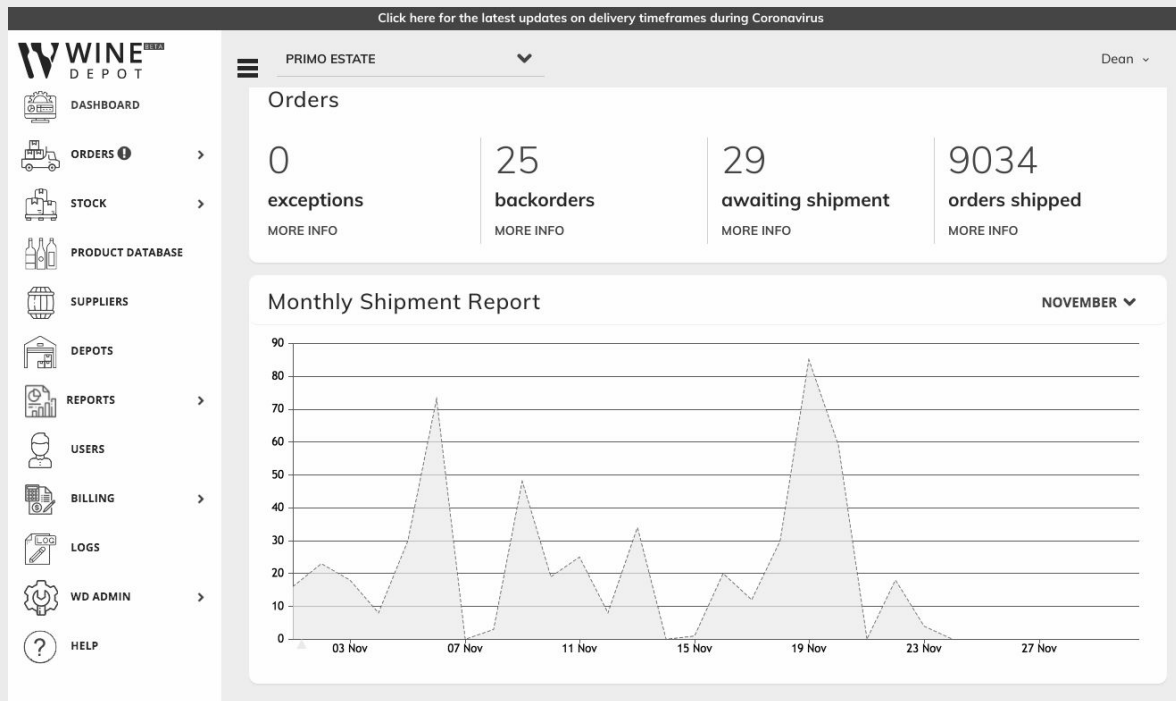 Click here for the latest updates on delivery timeframes during Coronavirus
WINE BETA
DEPOT
DASHBOARD
ORDERS
STOCK
PRODUCT DATABASE
SUPPLIERS
DEPOTS
REPORTS
USERS
BILLING
LOG
LOGS
WD ADMIN
HELP
PRIMO ESTATE
Dean
Orders
0 25 29 9034
exceptions backorders awaiting shipment orders shipped
MORE INFO MORE INFO MORE INFO MORE INFO
Monthly Shipment Report NOVEMBER
90
80
70
60
50
40
30
20
10
0
03 Nov 07 Nov 11 Nov 15 Nov 19 Nov 23 Nov 27 Nov